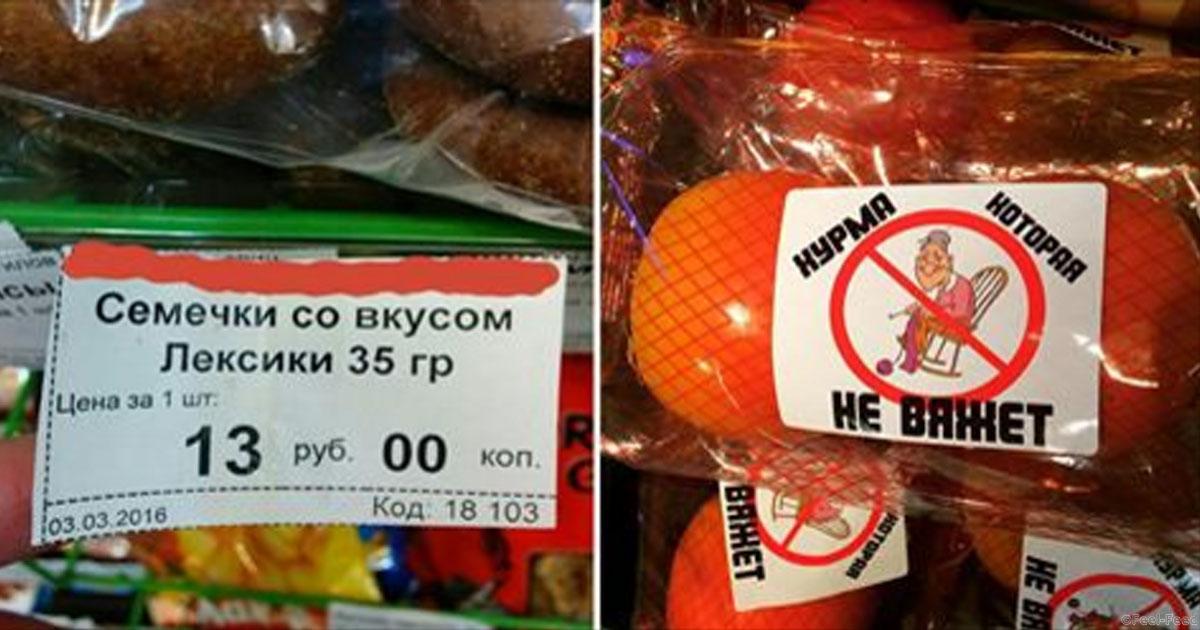 Семечки со вкусом
Лексики 35 гр
Цена за 1 шт:
13 руб. 00 коп.
03.03.2016 Код: 18 103
ХУРМА КОТОРАЯ
НЕ ВЯЖЕТ
ВЯЖЕТ
КОТОРАЯ
НЕ
©Feel-Feed